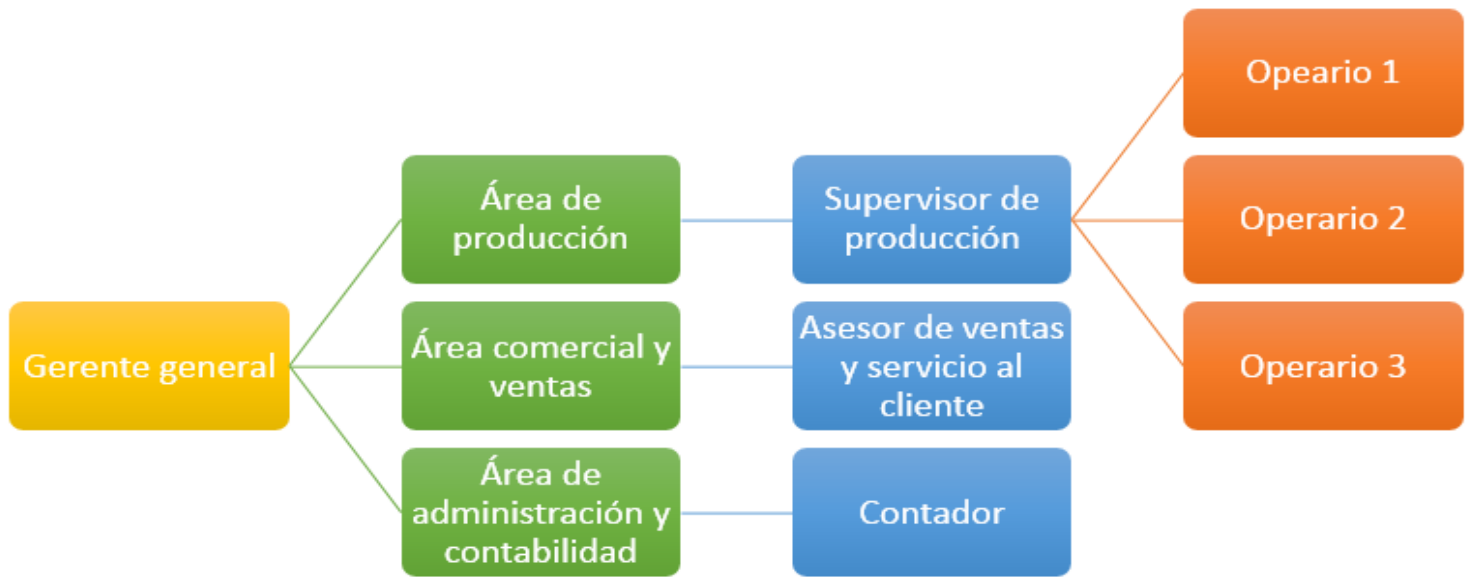 Gerente general
Área de
producción
Área comercial y
ventas
Área de
administración y
contabilidad
Supervisor de
producción
Asesor de ventas
y servicio al
cliente
Contador
Opeario 1
Operario 2
Operario 3